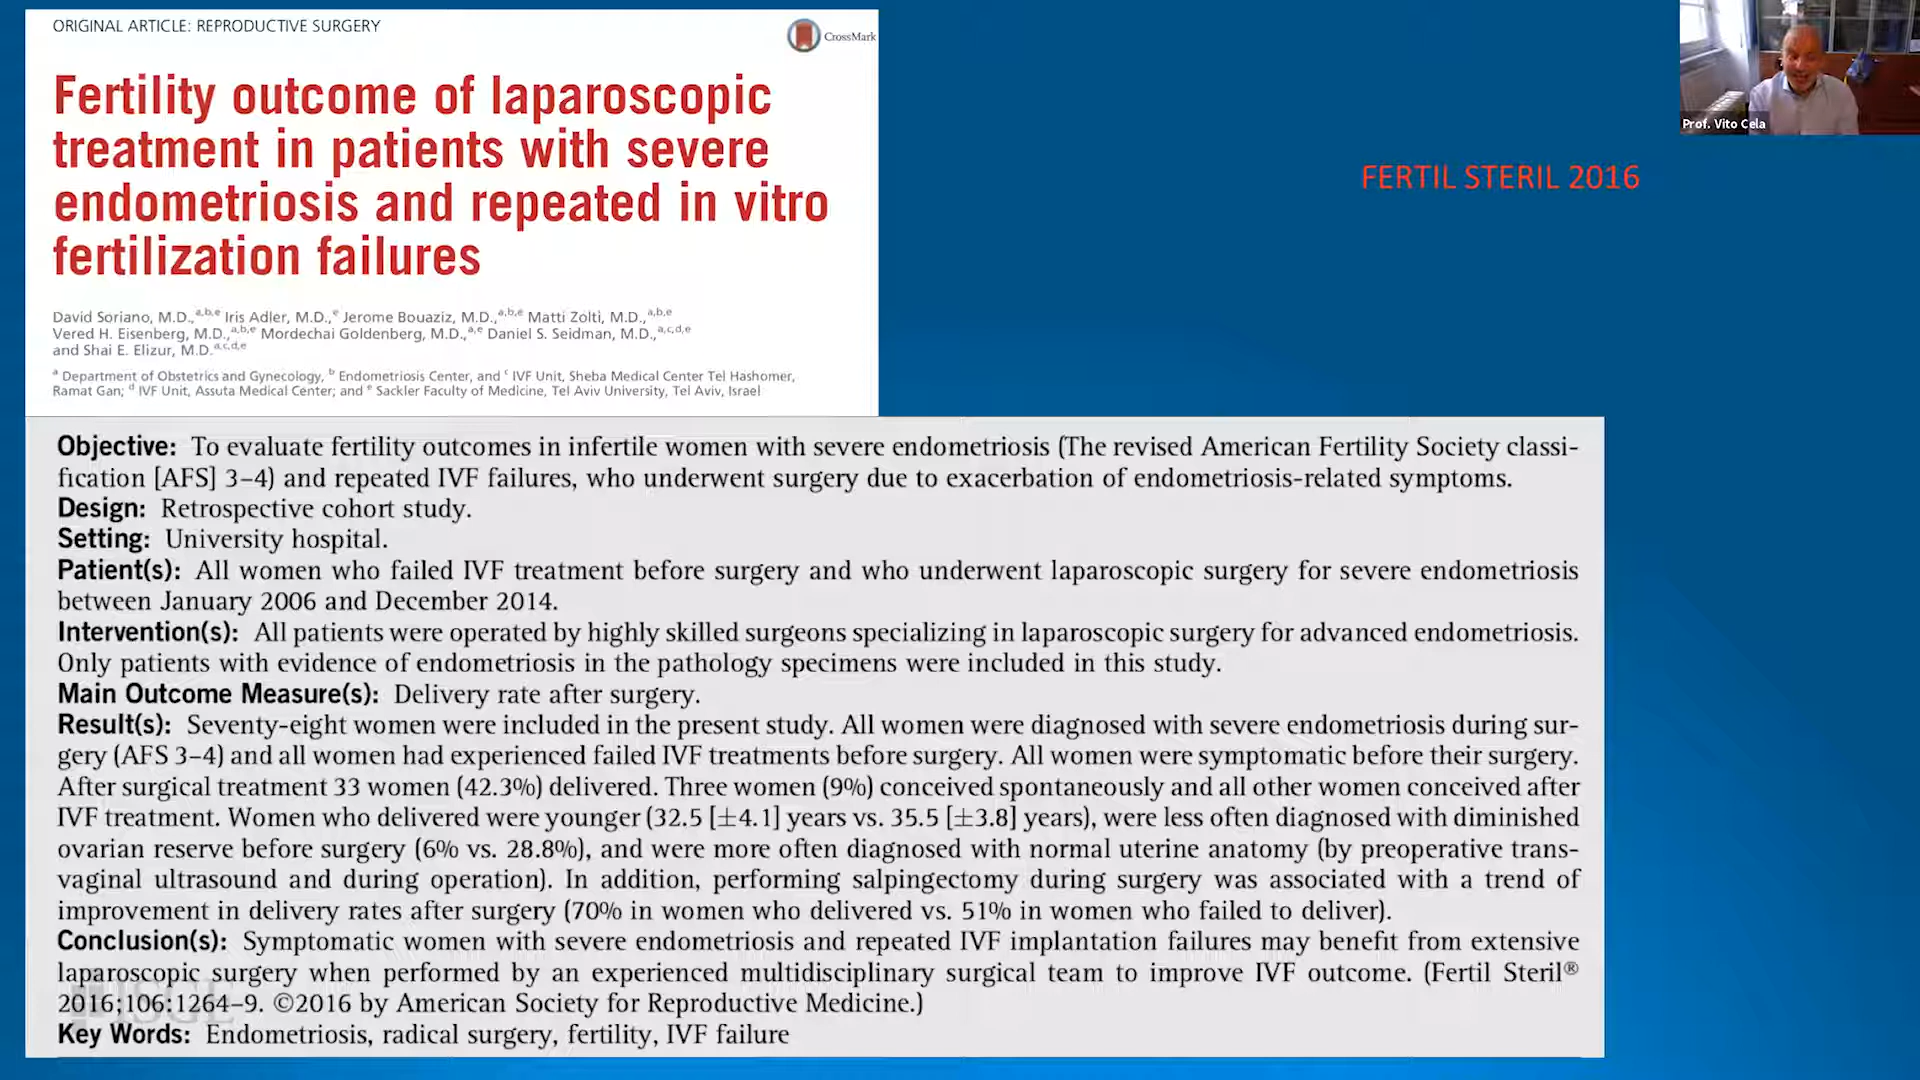 ORIGINAL ARTICLE: REPRODUCTIVE SURGERY
CrossMark
Fertility outcome of laparoscopic
treatment in patients with severe
endometriosis and repeated in vitro
fertilization failures
David Soriano, M.D.,a,b,e Iris Adler, M.D.,e Jerome Bouaziz, M.D.,a,b,e Matti Zolti, M.D.,a,b,e
Vered H. Eisenberg, M.D.,a,b,e Mordechai Goldenberg, M.D.,a,e Daniel S. Seidman, M.D.,a,c,d,e
and Shai E. Elizur, M.D.a,c,d,e
a Department of Obstetrics and Gynecology, b Endometriosis Center, and c IVF Unit, Sheba Medical Center Tel Hashomer,
Ramat Gan; d IVF Unit, Assuta Medical Center; and e Sackler Faculty of Medicine, Tel Aviv University, Tel Aviv, Israel
Prof. Vito Cela
FERTIL STERIL 2016
Objective: To evaluate fertility outcomes in infertile women with severe endometriosis (The revised American Fertility Society classi-
fication [AFS] 3–4) and repeated IVF failures, who underwent surgery due to exacerbation of endometriosis-related symptoms.
Design: Retrospective cohort study.
Setting: University hospital.
Patient(s): All women who failed IVF treatment before surgery and who underwent laparoscopic surgery for severe endometriosis
between January 2006 and December 2014.
Intervention(s): All patients were operated by highly skilled surgeons specializing in laparoscopic surgery for advanced endometriosis.
Only patients with evidence of endometriosis in the pathology specimens were included in this study.
Main Outcome Measure(s): Delivery rate after surgery.
Result(s): Seventy-eight women were included in the present study. All women were diagnosed with severe endometriosis during sur-
gery (AFS 3–4) and all women had experienced failed IVF treatments before surgery. All women were symptomatic before their surgery.
After surgical treatment 33 women (42.3%) delivered. Three women (9%) conceived spontaneously and all other women conceived after
IVF treatment. Women who delivered were younger (32.5 [±4.1] years vs. 35.5 [±3.8] years), were less often diagnosed with diminished
ovarian reserve before surgery (6% vs. 28.8%), and were more often diagnosed with normal uterine anatomy (by preoperative trans-
vaginal ultrasound and during operation). In addition, performing salpingectomy during surgery was associated with a trend of
improvement in delivery rates after surgery (70% in women who delivered vs. 51% in women who failed to deliver).
Conclusion(s): Symptomatic women with severe endometriosis and repeated IVF implantation failures may benefit from extensive
laparoscopic surgery when performed by an experienced multidisciplinary surgical team to improve IVF outcome. (Fertil Steril®
2016;106:1264–9. ©2016 by American Society for Reproductive Medicine.)
Key Words: Endometriosis, radical surgery, fertility, IVF failure
ISGE